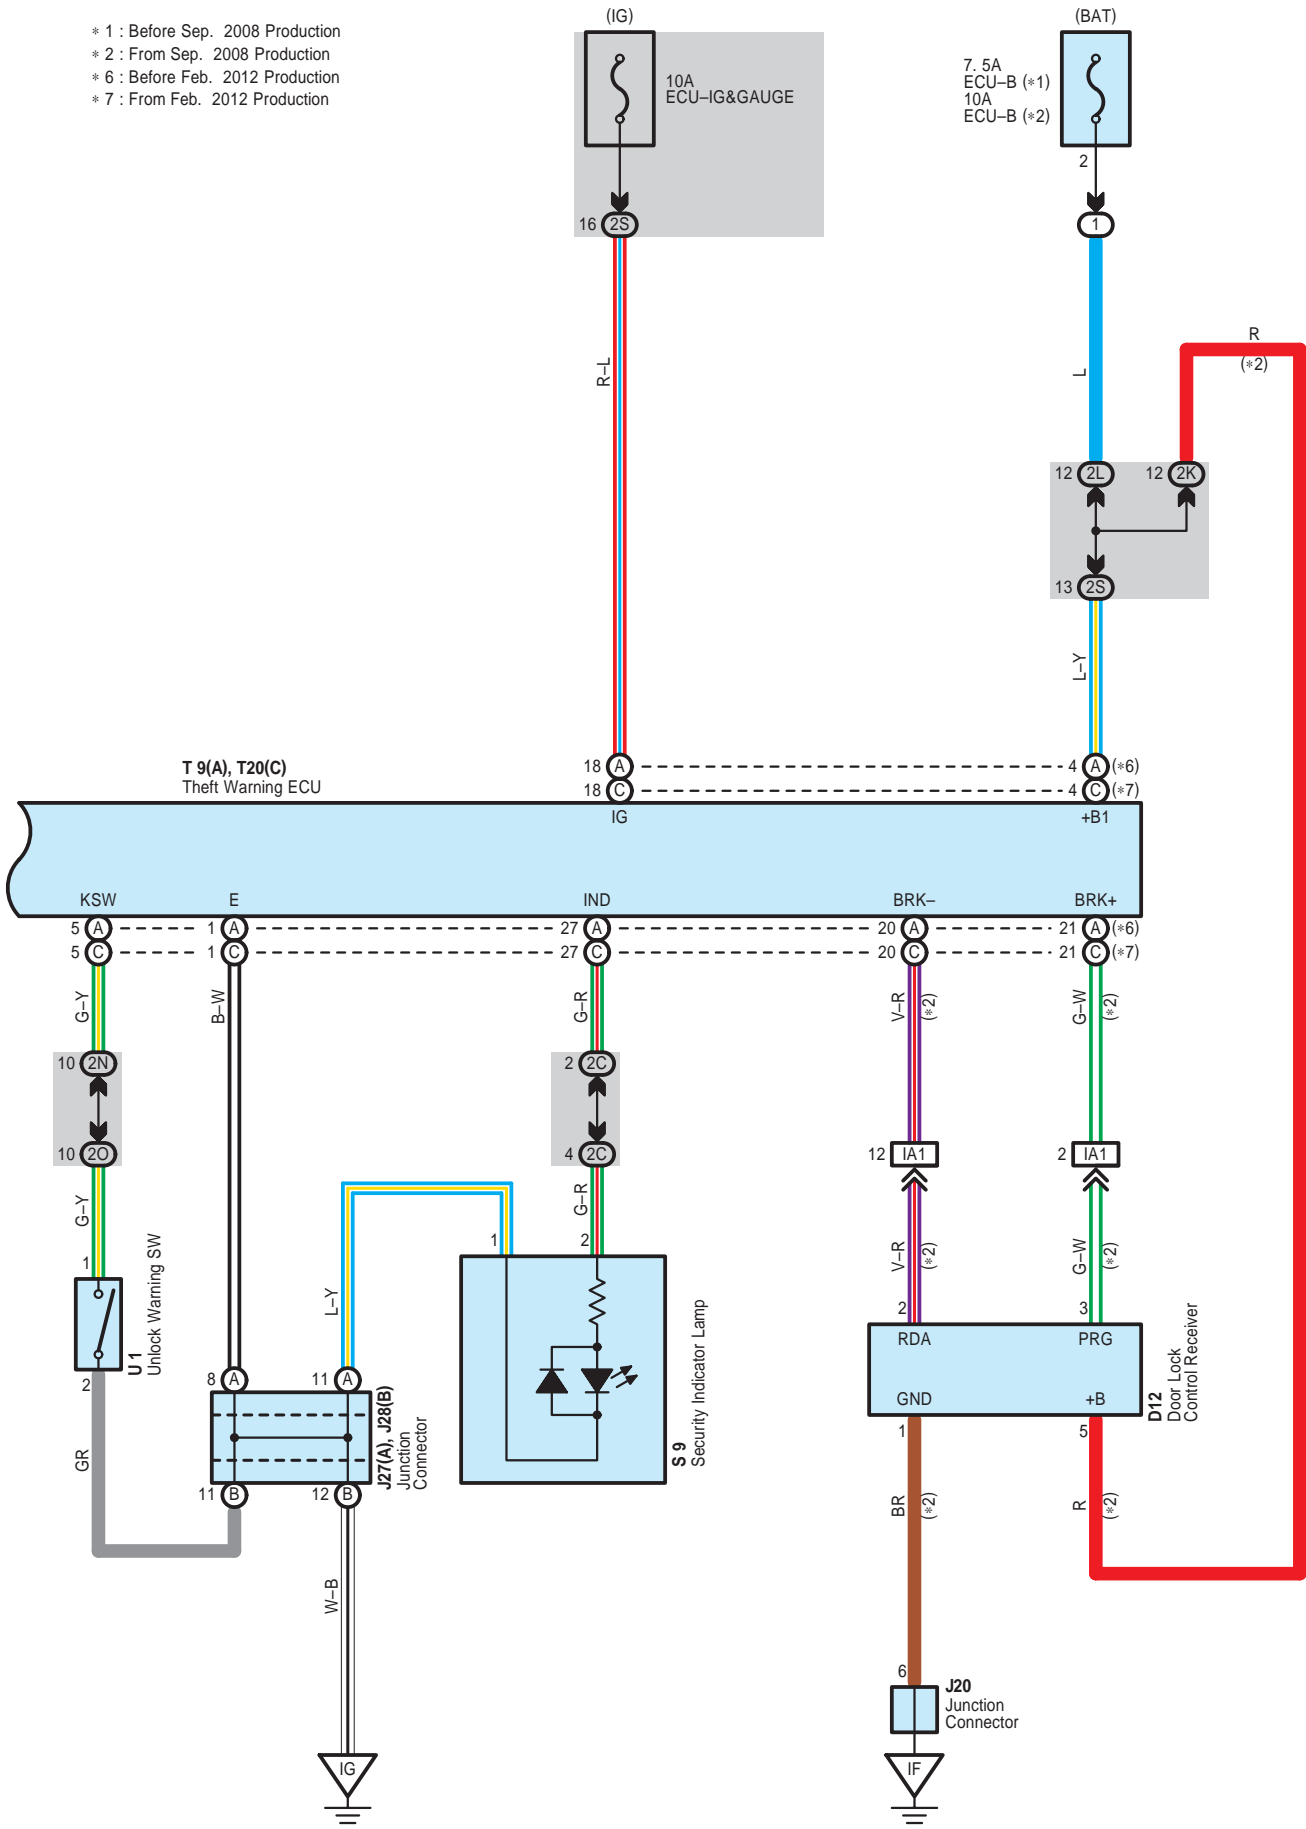 ∗ 1 : Before Sep. 2008 Production
∗ 2 : From Sep. 2008 Production
∗ 6 : Before Feb. 2012 Production
∗ 7 : From Feb. 2012 Production
(IG)
10A
ECU–IG&GAUGE
16 2S
(BAT)
7. 5A
ECU–B (∗1)
10A
ECU–B (∗2)
2
1
R–L
L
R
(∗2)
12 2L
12 2K
13 2S
L–Y
T 9(A), T20(C)
Theft Warning ECU
18 A
4 A (∗6)
18 C
4 C (∗7)
IG
+B1
KSW
E
IND
BRK–
BRK+
5 A
1 A
27 A
20 A
21 A (∗6)
5 C
1 C
27 C
20 C
21 C (∗7)
G–Y
B–W
G–R
V–R
(∗2)
G–W
(∗2)
10 2N
2 2C
10 2O
4 2C
12 IA1
2 IA1
G–Y
G–R
V–R
(∗2)
G–W
(∗2)
1
U 1
Unlock Warning SW
2
L–Y
1
2
S 9
Security Indicator Lamp
2
3
RDA
PRG
GND
+B
D12
Door Lock
Control Receiver
1
5
8 A
11 A
J27(A), J28(B)
Junction
Connector
11 B
12 B
GR
W–B
BR
(∗2)
R
(∗2)
6
J20
Junction
Connector
IG
IF